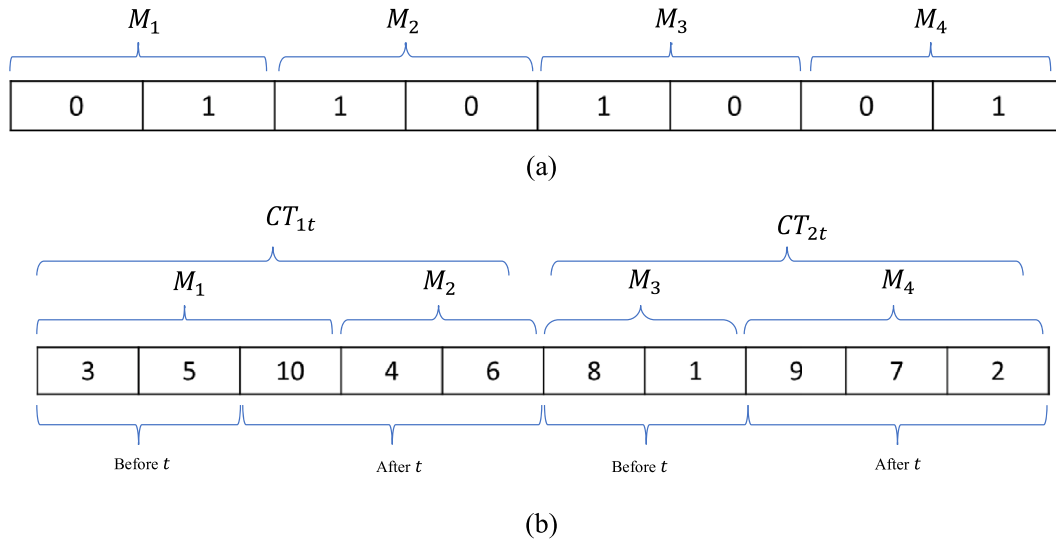 M₁ M₂ M₃ M₄
0 1 1 0 1 0 0 1
(a)
CT₁ₜ CT₂ₜ
M₁ M₂ M₃ M₄
3 5 10 4 6 8 1 9 7 2
Before t After t Before t After t
(b)